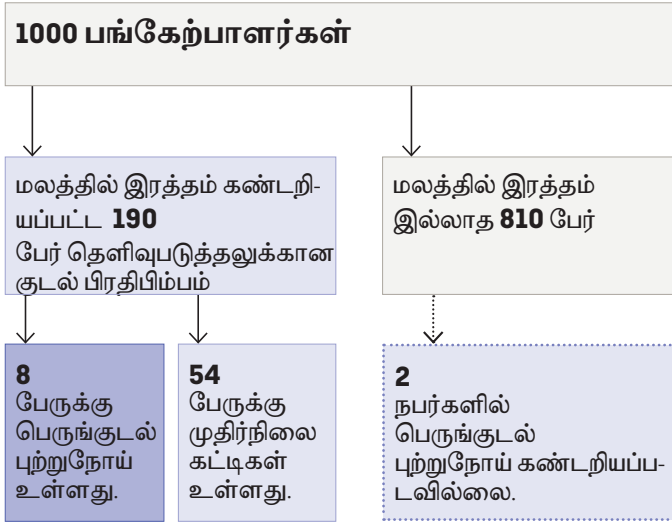 1000 பங்கேற்பாளர்கள்
மலத்தில் இரத்தம் கண்டறி-
யப்பட்ட 190
பேர் தெளிவுபடுத்தலுக்கான
குடல் பிரதிபிம்பம்
மலத்தில் இரத்தம்
இல்லாத 810 பேர்
8
பேருக்கு
பெருங்குடல்
புற்றுநோய்
உள்ளது.
54
பேருக்கு
முதிர்நிலை
கட்டிகள்
உள்ளது.
2
நபர்களில்
பெருங்குடல்
புற்றுநோய் கண்டறியப்ப-
டவில்லை.